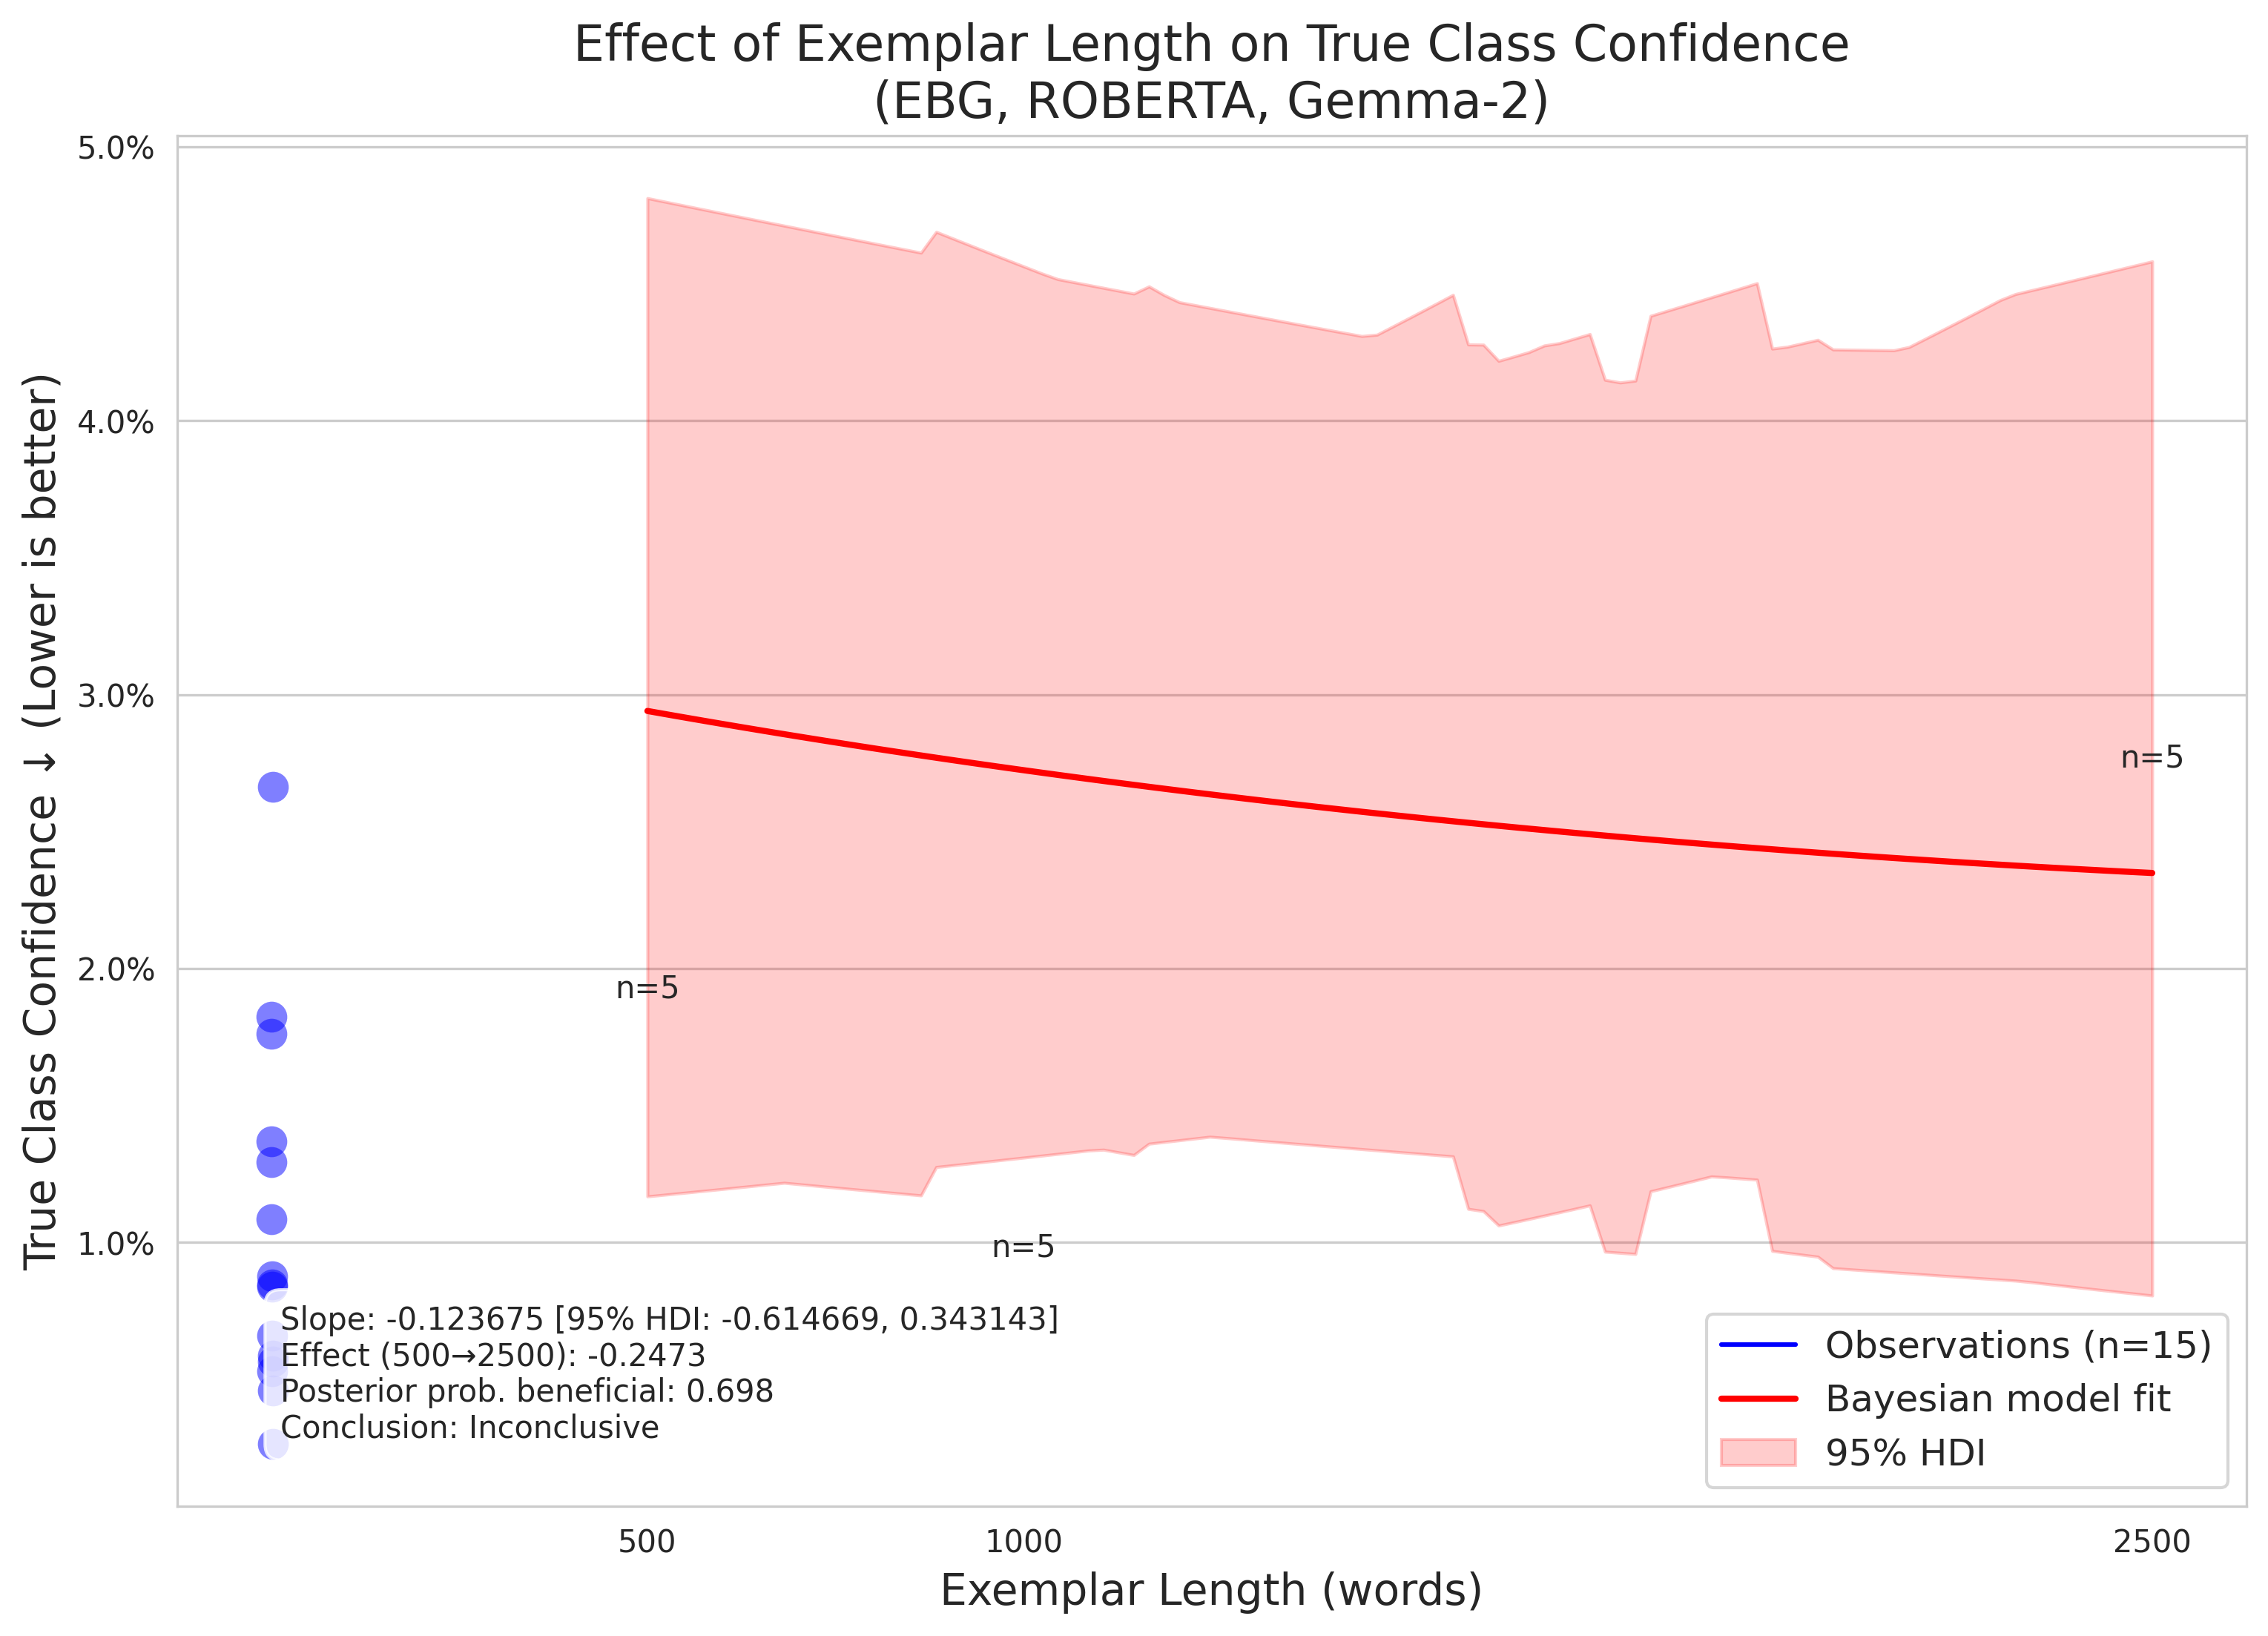 Effect of Exemplar Length on True Class Confidence
(EBG, ROBERTA, Gemma-2)
True Class Confidence ↓ (Lower is better)
5.0%
4.0%
3.0%
2.0%
1.0%
n=5
n=5
n=5
Slope: -0.123675 [95% HDI: -0.614669, 0.343143]
Effect (500→2500): -0.2473
Posterior prob. beneficial: 0.698
Conclusion: Inconclusive
Observations (n=15)
Bayesian model fit
95% HDI
500
1000
2500
Exemplar Length (words)